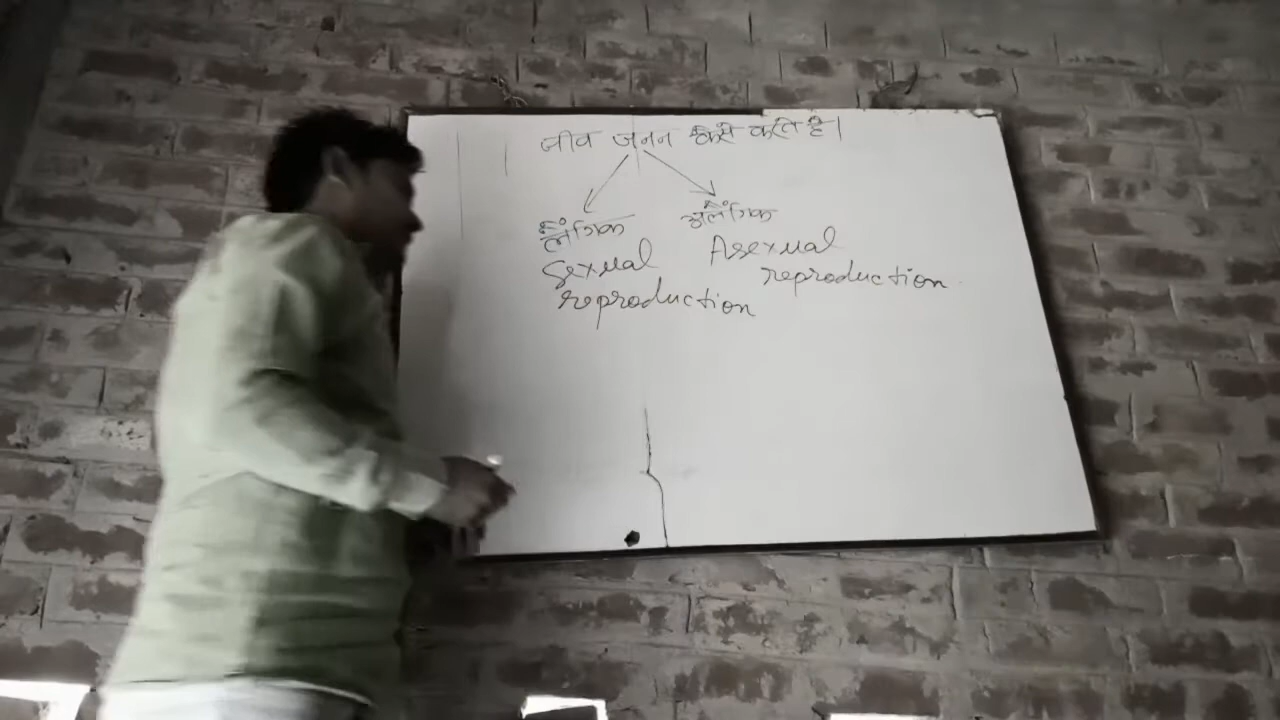 जीव जनन कैसे करते है।
लैंगिक अलैंगिक
Sexual Asexual
reproduction reproduction